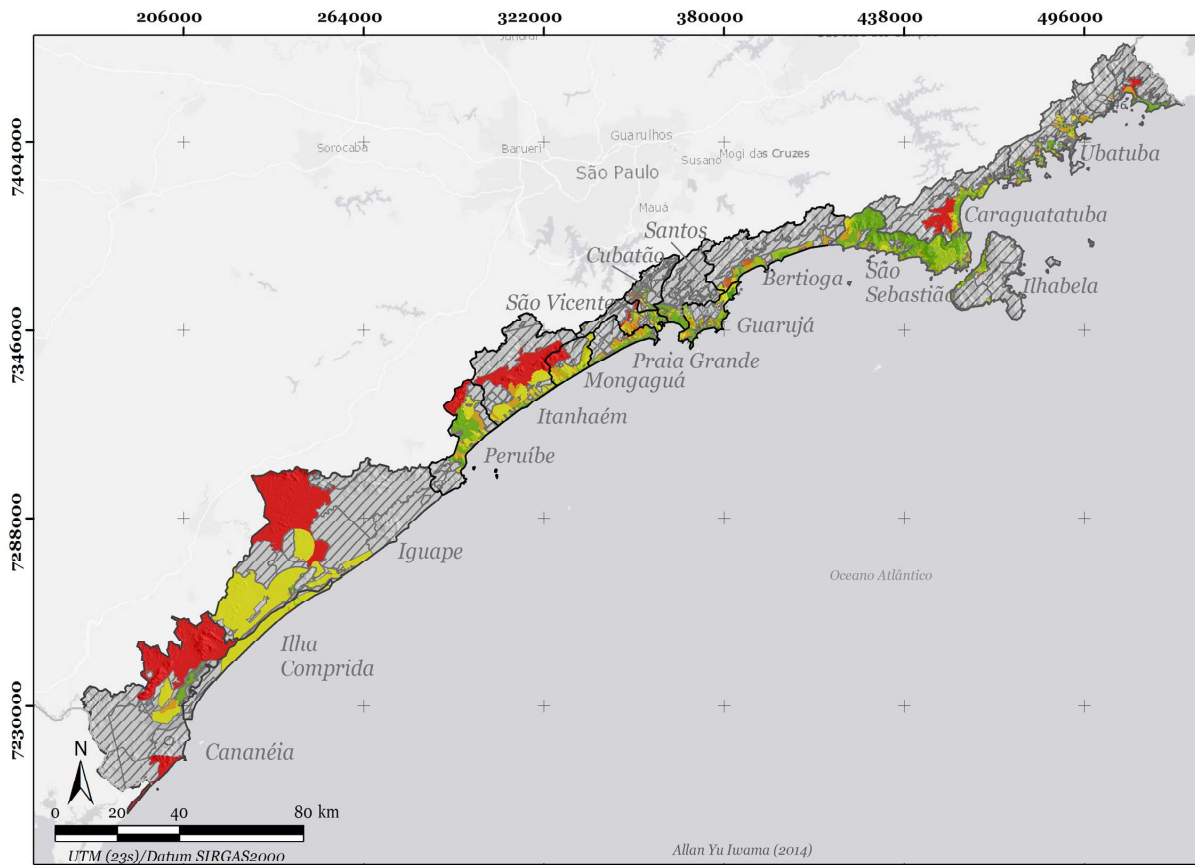 206000 264000 322000 380000 438000 496000
7404000
7346000
7288000
7230000
Guarulhos
Sorocaba
Barueri
Mogi das Cruzes
Susano
São Paulo
Mauá
Ubatuba
Caraguatatuba
Santos
Cubatão
São
Sebastião
Ilhabela
Bertioga
São Vicente
Guarujá
Praia Grande
Mongaguá
Itanhaém
Peruíbe
Iguape
Oceano Atlântico
Ilha
Comprida
Cananéia
N
0 20 40 80 km
UTM (23s)/Datum SIRGAS2000
Allan Yu Iwama (2014)